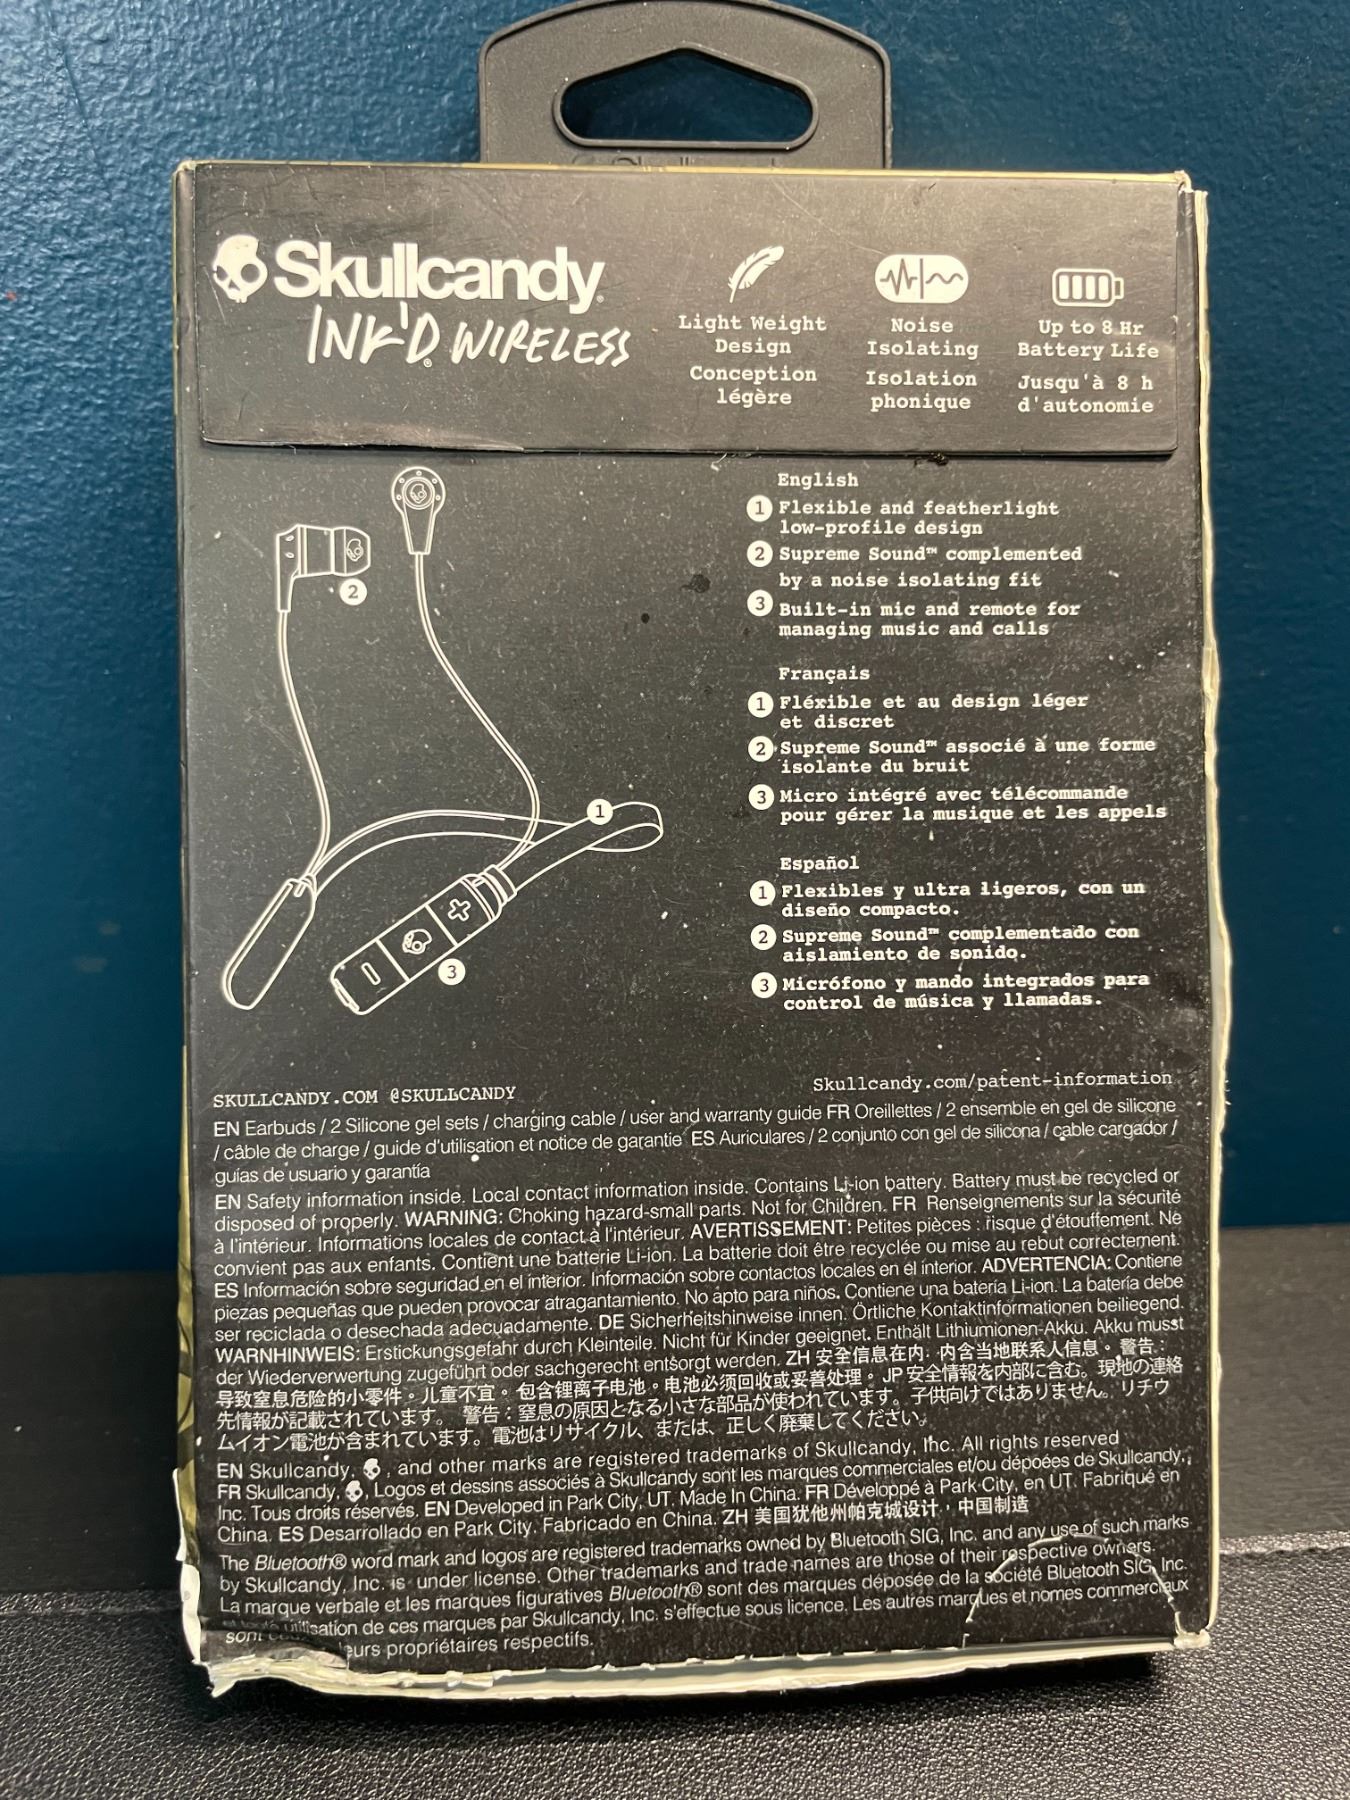 Skullcandy
Skullcandy®
INK'D® WIRELESS
Light Weight
Design
Conception
légère
Noise
Isolating
Isolation
phonique
Up to 8 Hr
Battery Life
Jusqu'à 8 h
d'autonomie
2
1
3
English
1 Flexible and featherlight
low-profile design
2 Supreme Sound™ complemented
by a noise isolating fit
3 Built-in mic and remote for
managing music and calls
Français
1 Fléxible et au design léger
et discret
2 Supreme Sound™ associé à une forme
isolante du bruit
3 Micro intégré avec télécommande
pour gérer la musique et les appels
Español
1 Flexibles y ultra ligeros, con un
diseño compacto.
2 Supreme Sound™ complementado con
aislamiento de sonido.
3 Micrófono y mando integrados para
control de música y llamadas.
SKULLCANDY.COM @SKULLCANDY
Skullcandy.com/patent-information
EN Earbuds / 2 Silicone gel sets / charging cable / user and warranty guide FR Oreillettes / 2 ensemble en gel de silicone
/ câble de charge / guide d'utilisation et notice de garantie ES Auriculares / 2 conjunto con gel de silicona / cable cargador /
guías de usuario y garantía
EN Safety information inside. Local contact information inside. Contains Li-ion battery. Battery must be recycled or
disposed of properly. WARNING: Choking hazard-small parts. Not for Children. FR Renseignements sur la sécurité
à l'intérieur. Informations locales de contact à l'intérieur. AVERTISSEMENT: Petites pièces : risque d'étouffement. Ne
convient pas aux enfants. Contient une batterie Li-ion. La batterie doit être recyclée ou mise au rebut correctement.
ES Información sobre seguridad en el interior. Información sobre contactos locales en el interior. ADVERTENCIA: Contiene
piezas pequeñas que pueden provocar atragantamiento. No apto para niños. Contiene una batería Li-ion. La batería debe
ser reciclada o desechada adecuadamente. DE Sicherheitshinweise innen. Örtliche Kontaktinformationen beiliegend.
WARNHINWEIS: Erstickungsgefahr durch Kleinteile. Nicht für Kinder geeignet. Enthält Lithiumionen-Akku. Akku musst
der Wiederverwertung zugeführt oder sachgerecht entsorgt werden. ZH 安全信息在内. 内含当地联系人信息。警告:
导致窒息危险的小零件。儿童不宜。包含锂离子电池。电池必须回收或妥善处理。JP 安全情報を内部に含む。現地の連絡
先情報が記載されています。 警告:窒息の原因となる小さな部品が使われています。子供向けではありません。リチウ
ムイオン電池が含まれています。電池はリサイクル、または、正しく廃棄してください。
EN Skullcandy, , and other marks are registered trademarks of Skullcandy, Inc. All rights reserved
FR Skullcandy, , Logos et dessins associés à Skullcandy sont les marques commerciales et/ou déposées de Skullcandy,
Inc. Tous droits réservés. EN Developed in Park City, UT. Made In China. FR Développé à Park City, en UT. Fabriqué en
China. ES Desarrollado en Park City. Fabricado en China. ZH 美国犹他州帕克城设计,中国制造
The Bluetooth® word mark and logos are registered trademarks owned by Bluetooth SIG, Inc. and any use of such marks
by Skullcandy, Inc. is under license. Other trademarks and trade names are those of their respective owners.
La marque verbale et les marques figuratives Bluetooth® sont des marques déposée de la société Bluetooth SIG, Inc.
utilisation de ces marques par Skullcandy, Inc. s'effectue sous licence. Les autres marques et nomes commerciaux
sont leurs propriétaires respectifs.